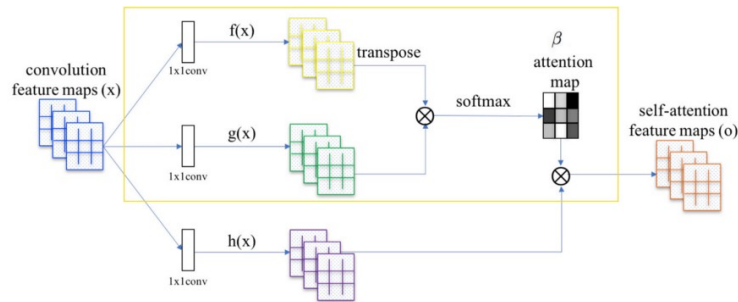 convolution
feature maps (x)
1x1conv
f(x)
transpose
1x1conv
g(x)
softmax
β
attention
map
1x1conv
h(x)
self-attention
feature maps (o)